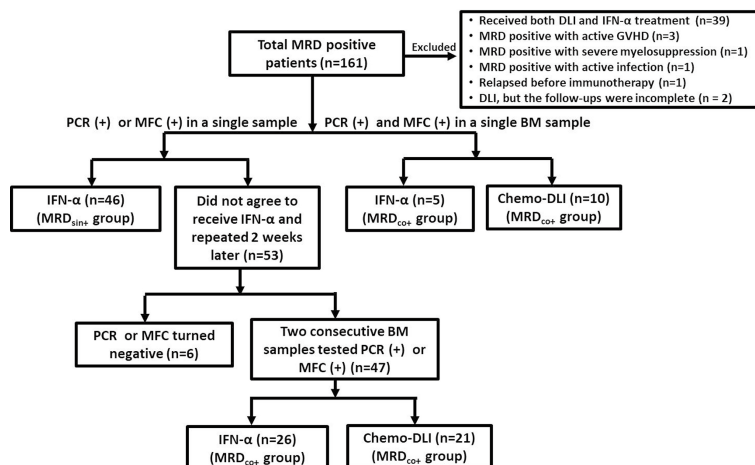 Total MRD positive
patients (n=161)
Excluded
• Received both DLI and IFN-α treatment (n=39)
• MRD positive with active GVHD (n=3)
• MRD positive with severe myelosuppression (n=1)
• MRD positive with active infection (n=1)
• Relapsed before immunotherapy (n=1)
• DLI, but the follow-ups were incomplete (n = 2)
PCR (+) or MFC (+) in a single sample
PCR (+) and MFC (+) in a single BM sample
IFN-α (n=46)
(MRDsin+ group)
Did not agree to
receive IFN-α and
repeated 2 weeks
later (n=53)
IFN-α (n=5)
(MRDco+ group)
Chemo-DLI (n=10)
(MRDco+ group)
PCR or MFC turned
negative (n=6)
Two consecutive BM
samples tested PCR (+) or
MFC (+) (n=47)
IFN-α (n=26)
(MRDco+ group)
Chemo-DLI (n=21)
(MRDco+ group)